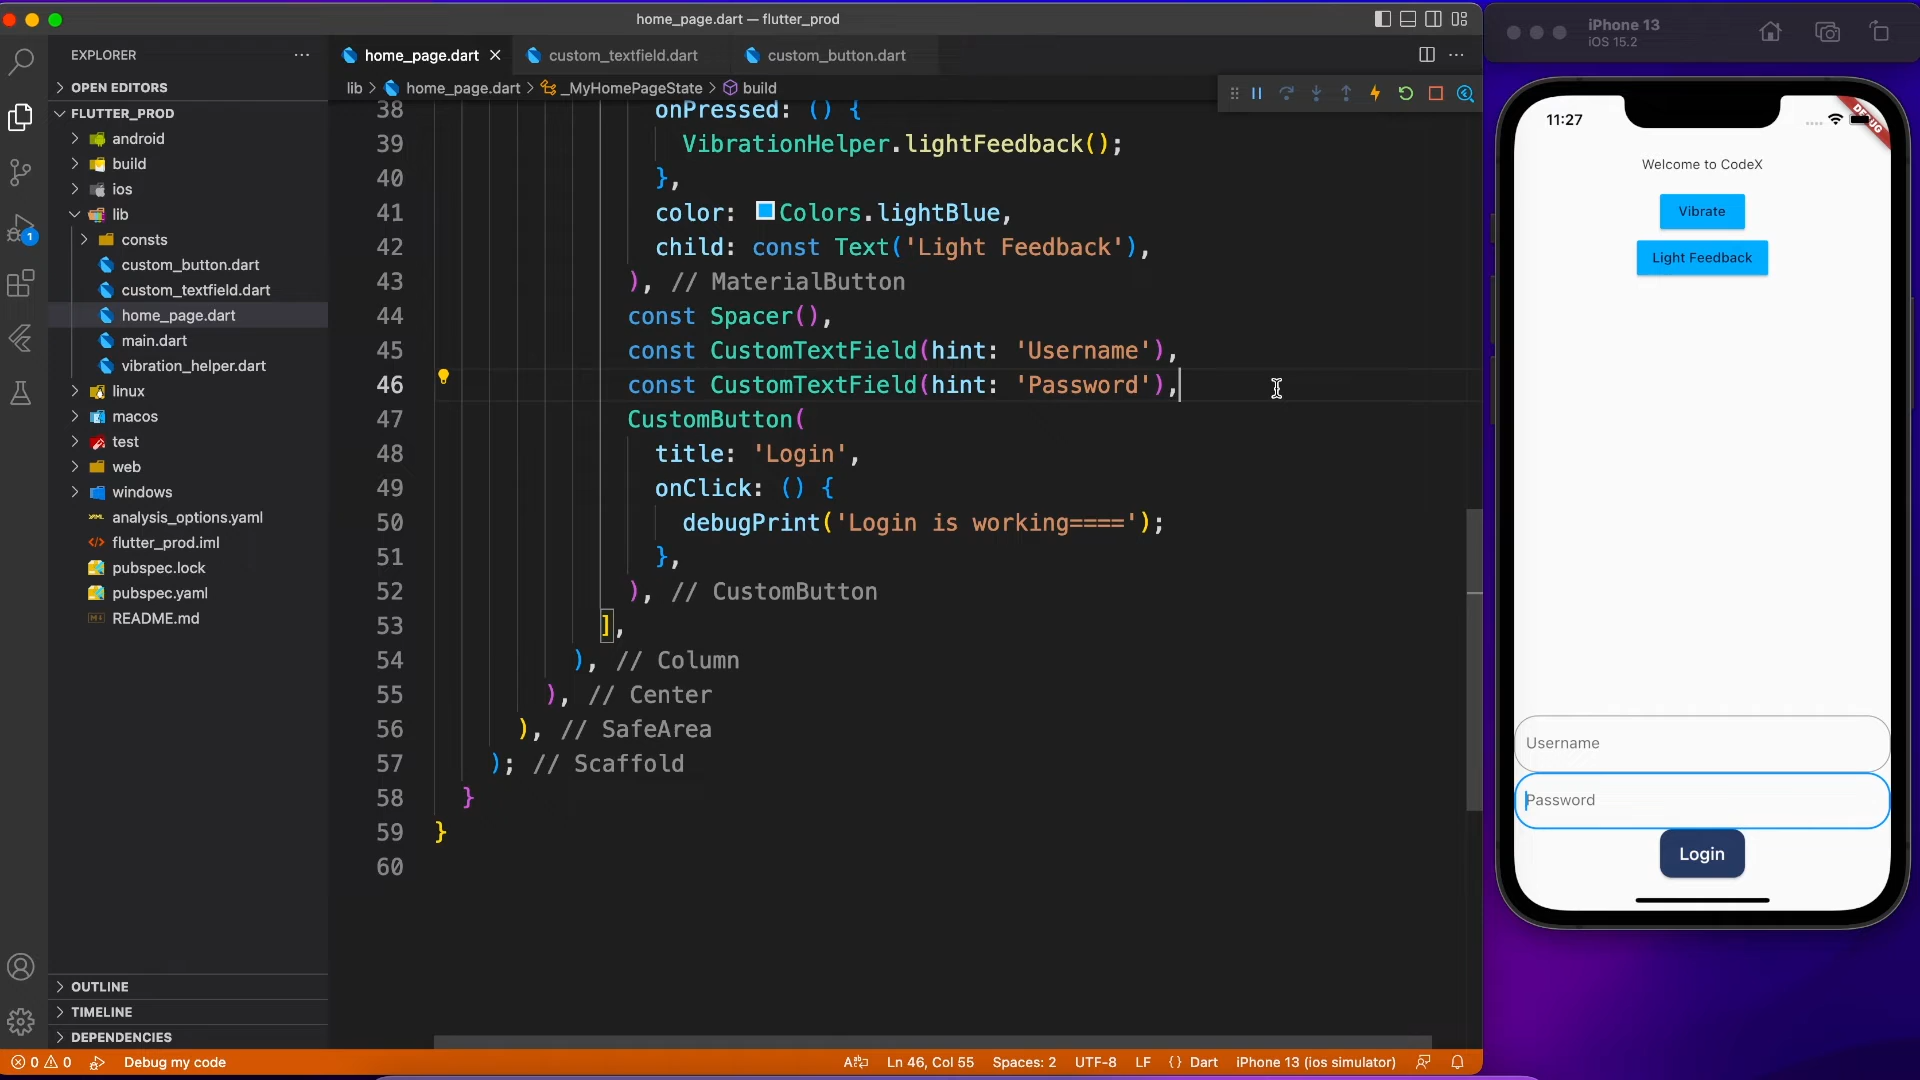 home_page.dart — flutter_prod
EXPLORER
OPEN EDITORS
FLUTTER_PROD
android
build
ios
lib
consts
custom_button.dart
custom_textfield.dart
home_page.dart
main.dart
vibration_helper.dart
linux
macos
test
web
windows
analysis_options.yaml
flutter_prod.iml
pubspec.lock
pubspec.yaml
README.md
OUTLINE
TIMELINE
DEPENDENCIES
home_page.dart
custom_textfield.dart
custom_button.dart
lib > home_page.dart > _MyHomePageState > build
38 onPressed: () {
39 VibrationHelper.lightFeedback();
40 },
41 color: Colors.lightBlue,
42 child: const Text('Light Feedback'),
43 ), // MaterialButton
44 const Spacer(),
45 const CustomTextField(hint: 'Username'),
46 const CustomTextField(hint: 'Password'),
47 CustomButton(
48 title: 'Login',
49 onClick: () {
50 debugPrint('Login is working====');
51 },
52 ), // CustomButton
53 ],
54 ), // Column
55 ), // Center
56 ), // SafeArea
57 ); // Scaffold
58 }
59 }
60
1
0 0 Debug my code
Ln 46, Col 55 Spaces: 2 UTF-8 LF {} Dart iPhone 13 (ios simulator)
iPhone 13
iOS 15.2
11:27
DEBUG
Welcome to CodeX
Vibrate
Light Feedback
Username
Password
Login